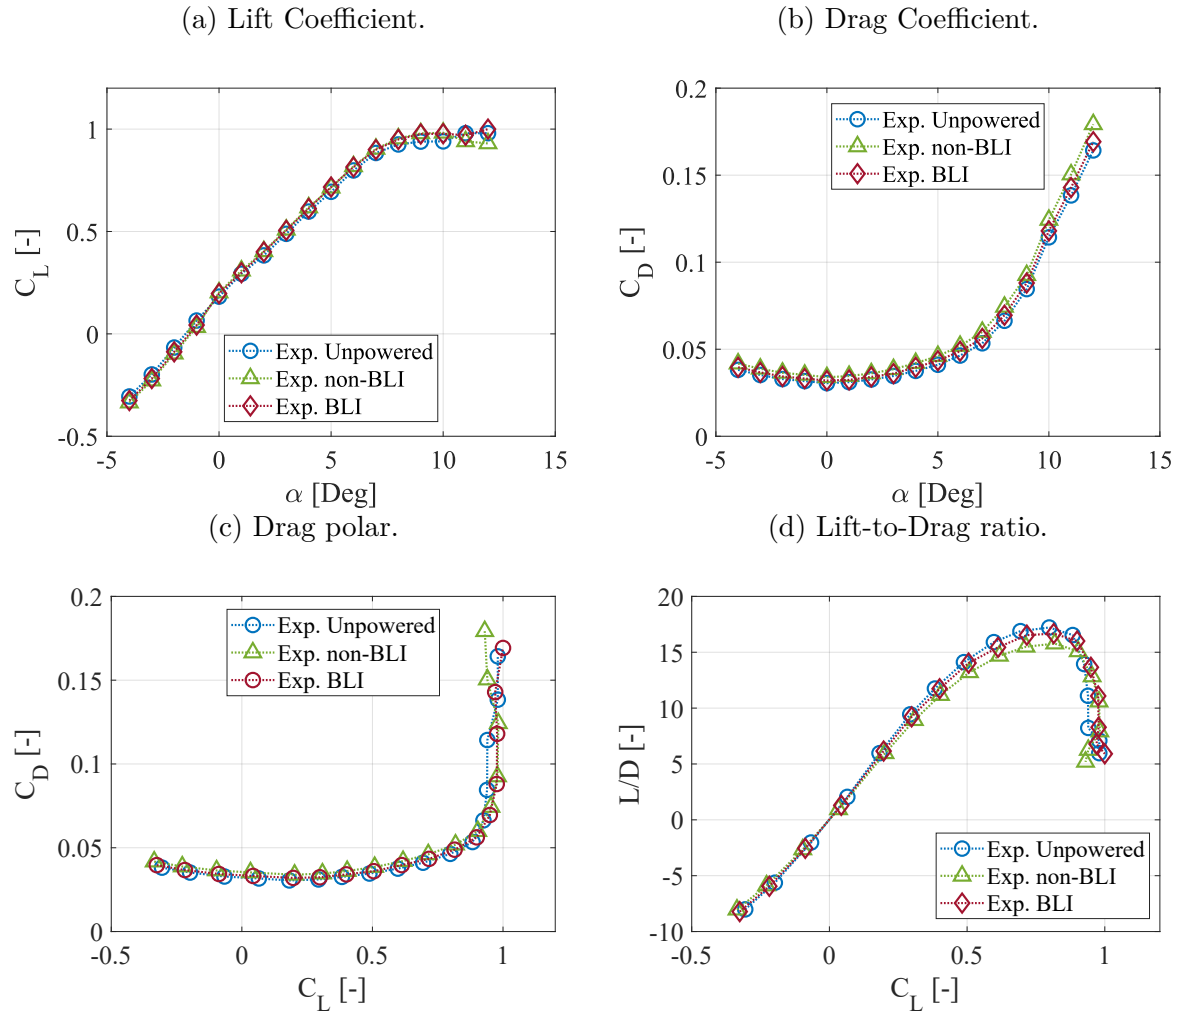 (a) Lift Coefficient.
(b) Drag Coefficient.
1
0.5
0
-0.5
-5
0
5
10
15
C_L [-]
α [Deg]
Exp. Unpowered
Exp. non-BLI
Exp. BLI
0.2
0.15
0.1
0.05
0
-5
0
5
10
15
C_D [-]
α [Deg]
Exp. Unpowered
Exp. non-BLI
Exp. BLI
(c) Drag polar.
(d) Lift-to-Drag ratio.
0.2
0.15
0.1
0.05
0
-0.5
0
0.5
1
C_D [-]
C_L [-]
Exp. Unpowered
Exp. non-BLI
Exp. BLI
20
15
10
5
0
-5
-10
-0.5
0
0.5
1
L/D [-]
C_L [-]
Exp. Unpowered
Exp. non-BLI
Exp. BLI